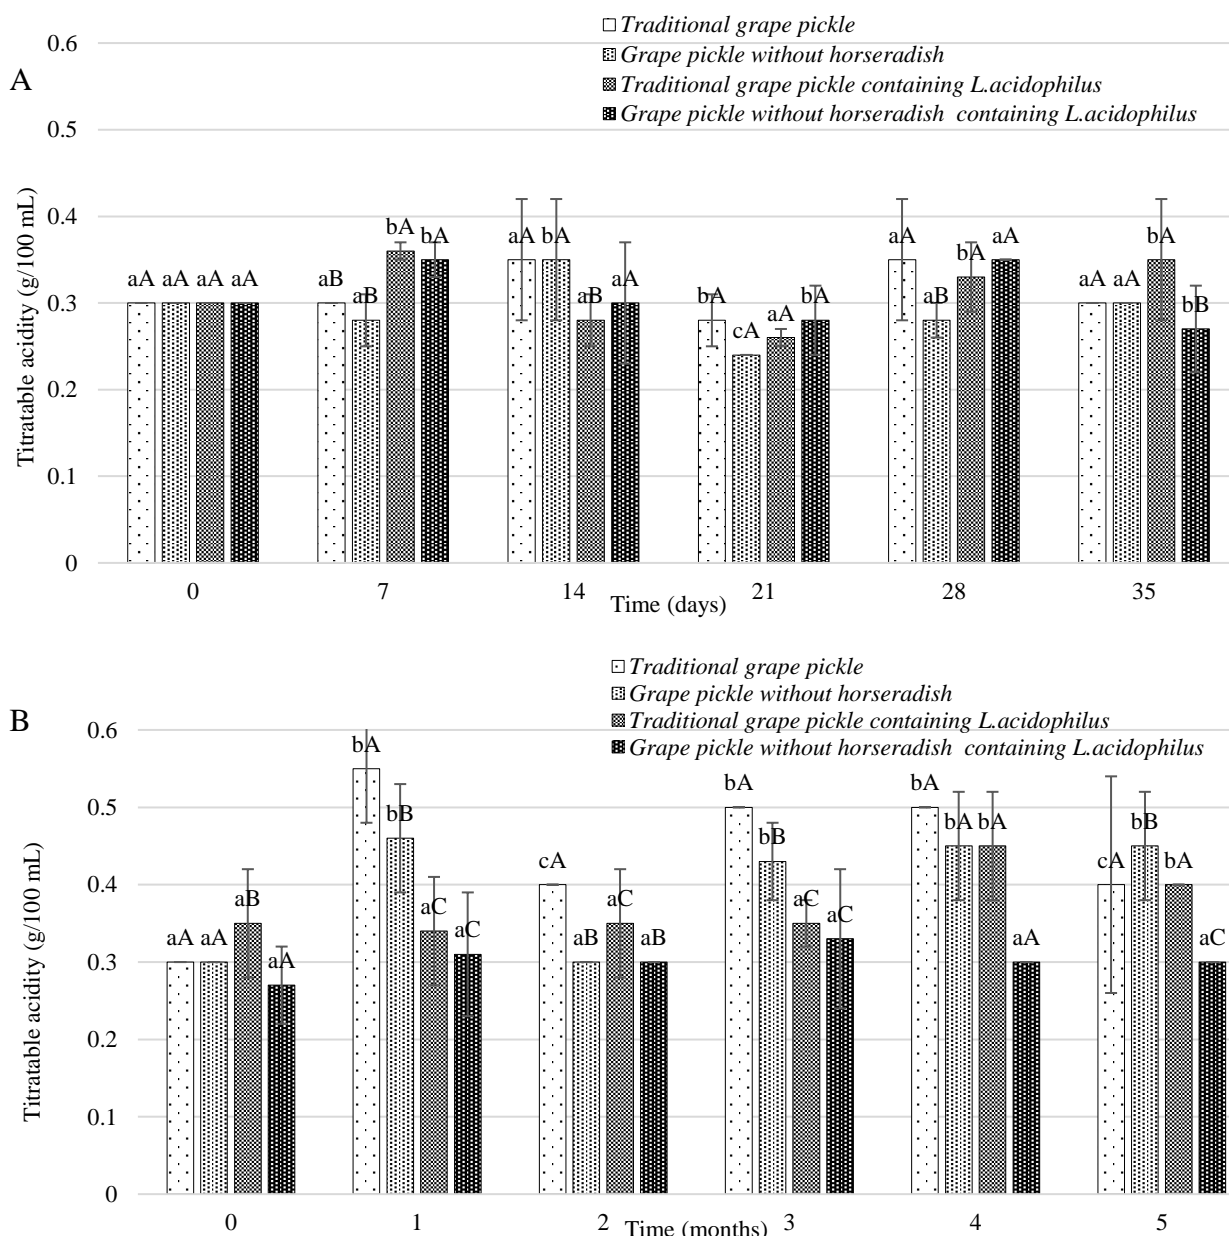 Traditional grape pickle
Grape pickle without horseradish
Traditional grape pickle containing L.acidophilus
Grape pickle without horseradish  containing L.acidophilus
A
0.6
0.5
0.4
0.3
0.2
0.1
0
Titratable acidity (g/100 mL)
aA aA aA aA
aB aB bA bA
aA bA aB aA
bA cA aA bA
aA aB bA aA
aA aA bA bB
0 7 14 21 28 35
Time (days)
Traditional grape pickle
Grape pickle without horseradish
Traditional grape pickle containing L.acidophilus
Grape pickle without horseradish  containing L.acidophilus
B
0.6
0.5
0.4
0.3
0.2
0.1
0
Titratable acidity (g/100 mL)
aA aA aB aA
bA bB aC aC
cA aB aC aB
bA bB aC aC
bA bA bA aA
cA bB bA aC
0 1 2 3 4 5
Time (months)